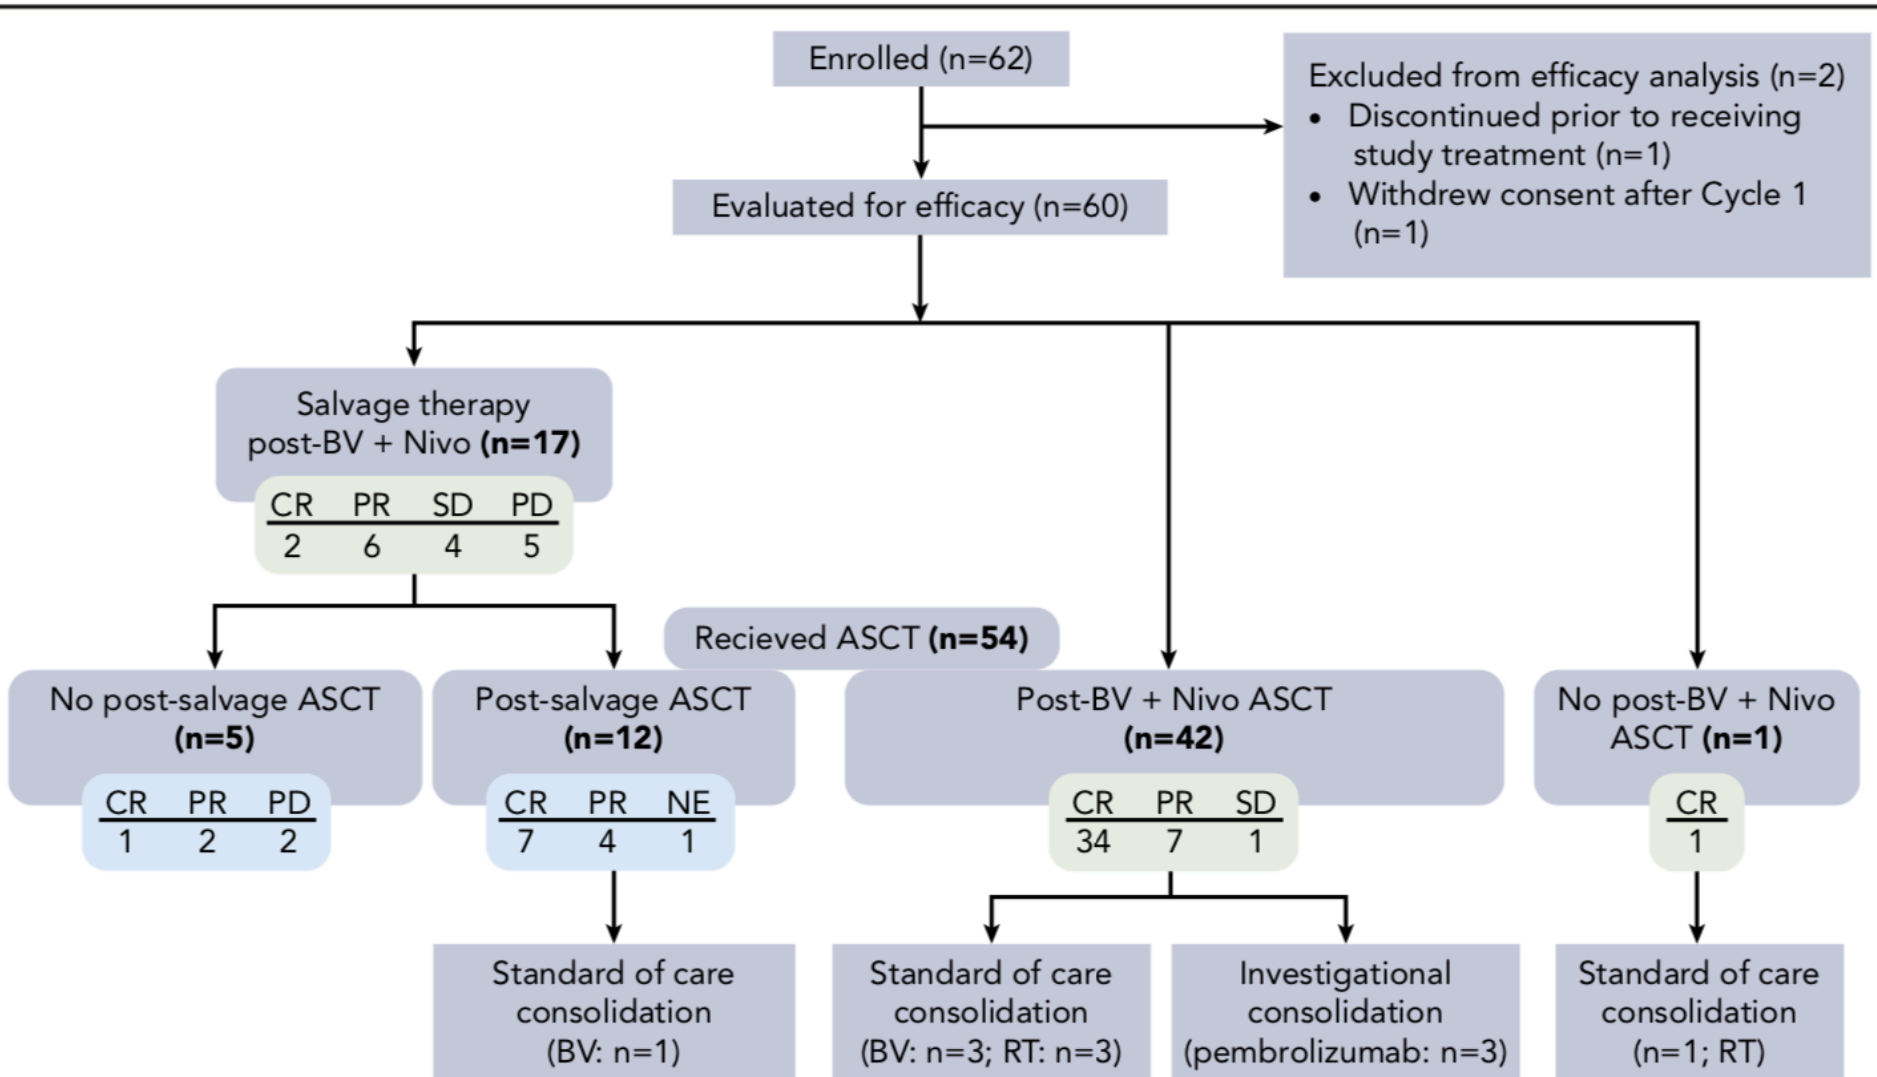 Enrolled (n=62)
Excluded from efficacy analysis (n=2)
• Discontinued prior to receiving
study treatment (n=1)
• Withdrew consent after Cycle 1
(n=1)
Evaluated for efficacy (n=60)
Salvage therapy
post-BV + Nivo (n=17)
CR PR SD PD
2 6 4 5
Recieved ASCT (n=54)
No post-salvage ASCT
(n=5)
CR PR PD
1 2 2
Post-salvage ASCT
(n=12)
CR PR NE
7 4 1
Post-BV + Nivo ASCT
(n=42)
CR PR SD
34 7 1
No post-BV + Nivo
ASCT (n=1)
CR
1
Standard of care
consolidation
(BV: n=1)
Standard of care
consolidation
(BV: n=3; RT: n=3)
Investigational
consolidation
(pembrolizumab: n=3)
Standard of care
consolidation
(n=1; RT)